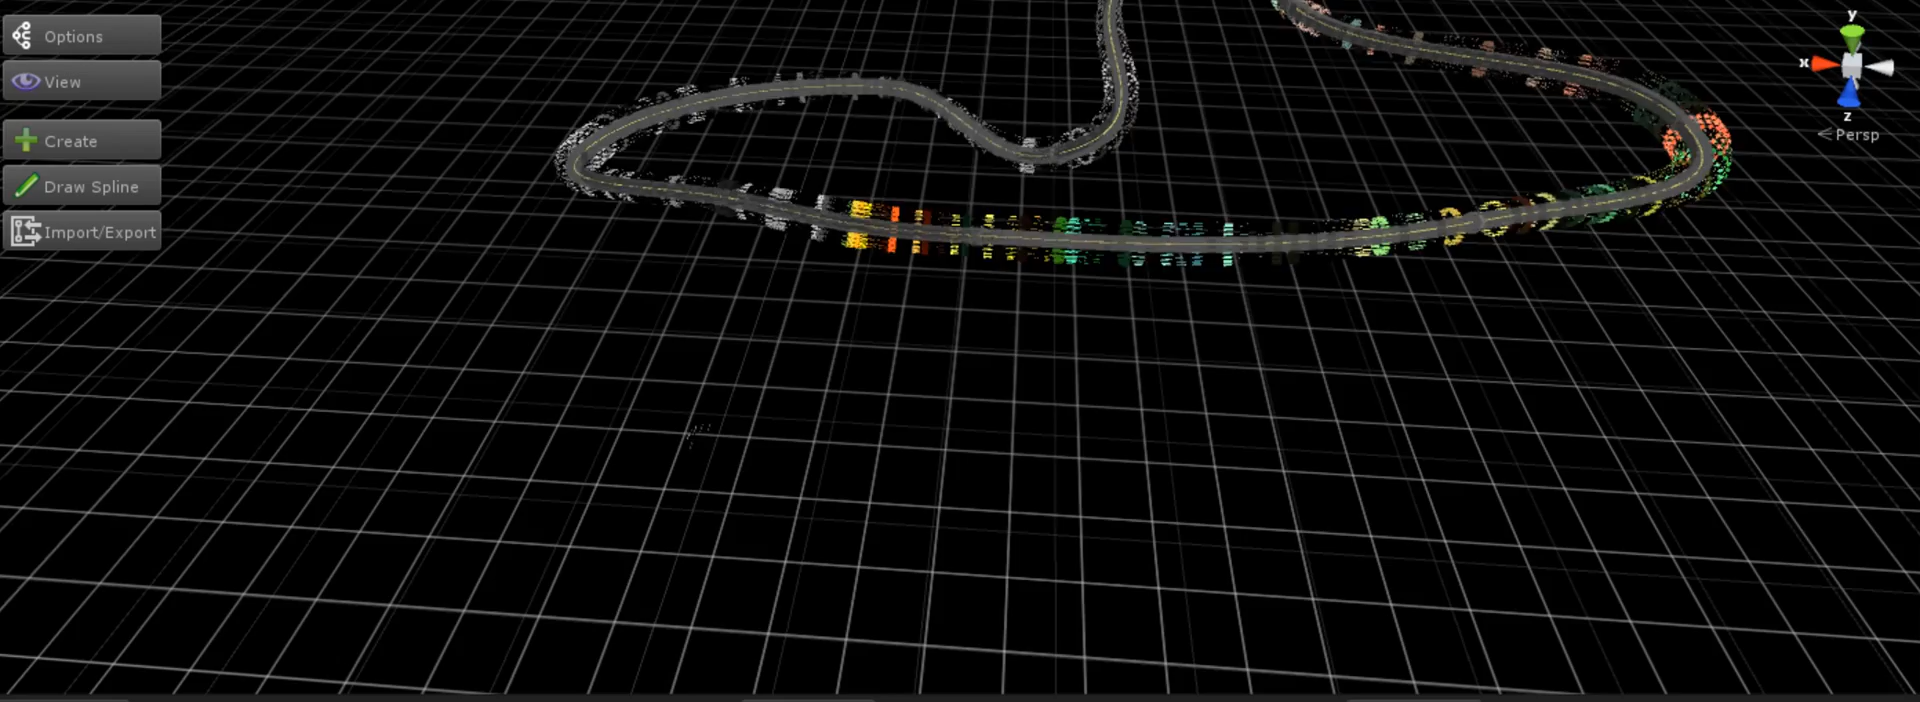 Options
View
Create
Draw Spline
Import/Export
y
x
z
< Persp